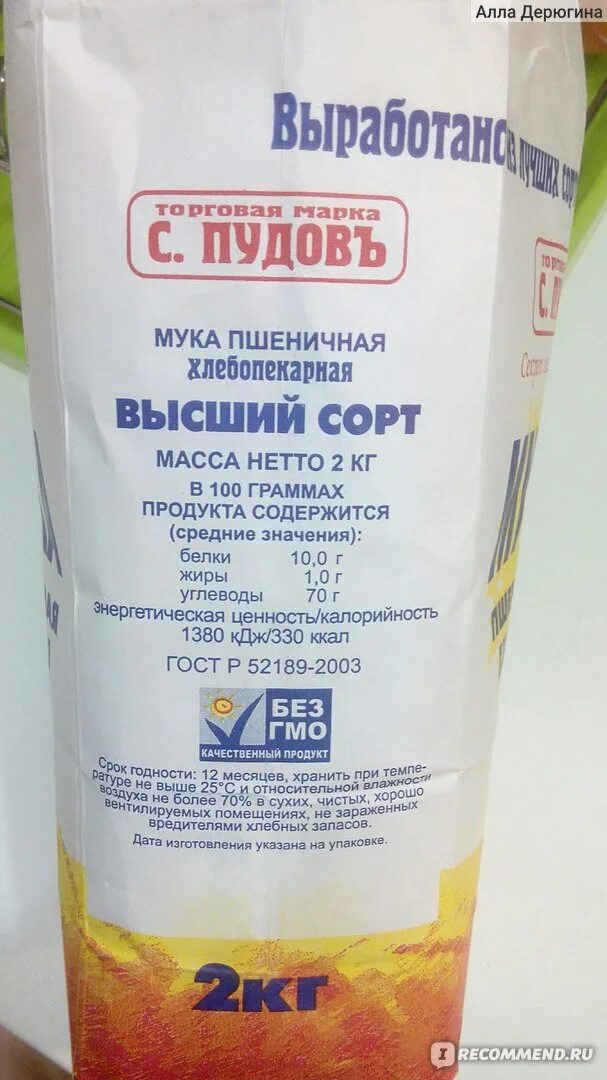 Алла Дерюгина
Выработано из лучших сорт
ТОРГОВАЯ МАРКА
С. ПУДОВЪ
МУКА ПШЕНИЧНАЯ
хлебопекарная
ВЫСШИЙ СОРТ
МАССА НЕТТО 2 КГ
В 100 ГРАММАХ
ПРОДУКТА СОДЕРЖИТСЯ
(средние значения):
белки 10,0 г
жиры 1,0 г
углеводы 70 г
энергетическая ценность/калорийность
1380 кДж/330 ккал
ГОСТ Р 52189-2003
БЕЗ
ГМО
КАЧЕСТВЕННЫЙ ПРОДУКТ
Срок годности: 12 месяцев, хранить при темпе-
ратуре не выше 25°С и относительной влажности
воздуха не более 70% в сухих, чистых, хорошо
вентилируемых помещениях, не зараженных
вредителями хлебных запасов.
Дата изготовления указана на упаковке.
2кг
IRECOMMEND.RU